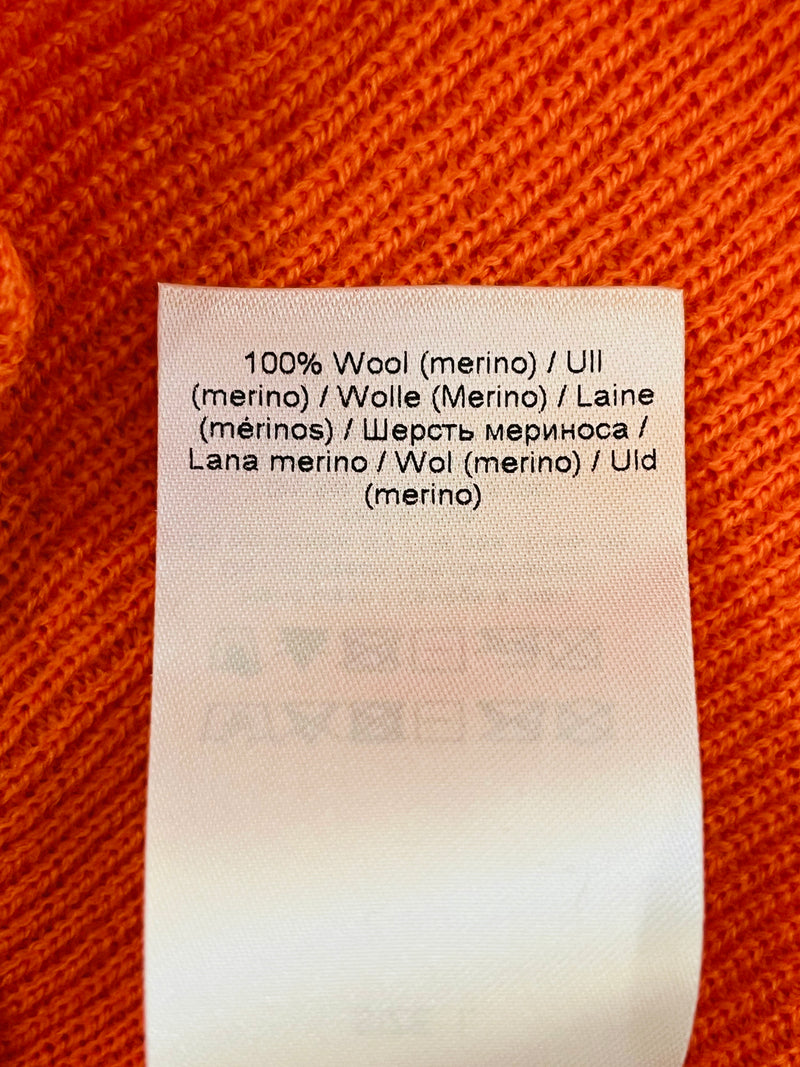 100% Wool (merino) / Ull
(merino) / Wolle (Merino) / Laine
(mérinos) / Шерсть мериноса /
Lana merino / Wol (merino) / Uld
(merino)